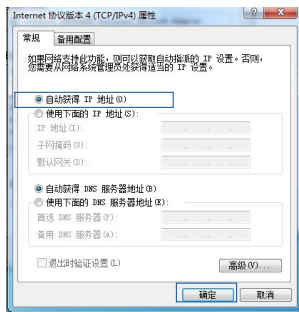 Internet 协议版本 4 (TCP/IPv4) 属性
常规 备用配置
如果网络支持此功能，则可以获取自动指派的 IP 设置。否则，
您需要从网络系统管理员处获得适当的 IP 设置。
自动获得 IP 地址(O)
使用下面的 IP 地址(S):
IP 地址(I):
子网掩码(U):
默认网关(D):
自动获得 DNS 服务器地址(B)
使用下面的 DNS 服务器地址(E):
首选 DNS 服务器(P):
备用 DNS 服务器(A):
退出时验证设置(L)
高级(V)...
确定 取消